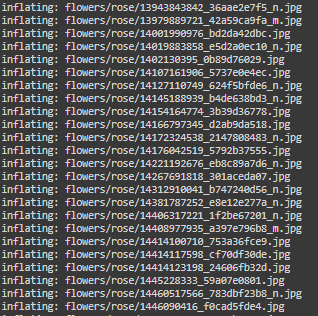 inflating: flowers/rose/13943843842_36aae2e7f5_n.jpg
inflating: flowers/rose/13979889721_42a59ca9fa_m.jpg
inflating: flowers/rose/14001990976_bd2da42dbc.jpg
inflating: flowers/rose/14019883858_e5d2a0ec10_n.jpg
inflating: flowers/rose/1402130395_0b89d76029.jpg
inflating: flowers/rose/14107161906_5737e0e4ec.jpg
inflating: flowers/rose/14127110749_624f5bfde6_n.jpg
inflating: flowers/rose/14145188939_b4de638bd3_n.jpg
inflating: flowers/rose/14154164774_3b39d36778.jpg
inflating: flowers/rose/14166797345_d2ab9da518.jpg
inflating: flowers/rose/14172324538_2147808483_n.jpg
inflating: flowers/rose/14176042519_5792b37555.jpg
inflating: flowers/rose/14221192676_eb8c89a7d6_n.jpg
inflating: flowers/rose/14267691818_301aceda07.jpg
inflating: flowers/rose/14312910041_b747240d56_n.jpg
inflating: flowers/rose/14381787252_e8e12e277a_n.jpg
inflating: flowers/rose/14406317221_1f2be67201_n.jpg
inflating: flowers/rose/14408977935_a397e796b8_m.jpg
inflating: flowers/rose/14414100710_753a36fce9.jpg
inflating: flowers/rose/14414117598_cf70df30de.jpg
inflating: flowers/rose/14414123198_24606fb32d.jpg
inflating: flowers/rose/1445228333_59a07e0801.jpg
inflating: flowers/rose/14460517566_783dbf23b8_n.jpg
inflating: flowers/rose/1446090416_f0cad5fde4.jpg